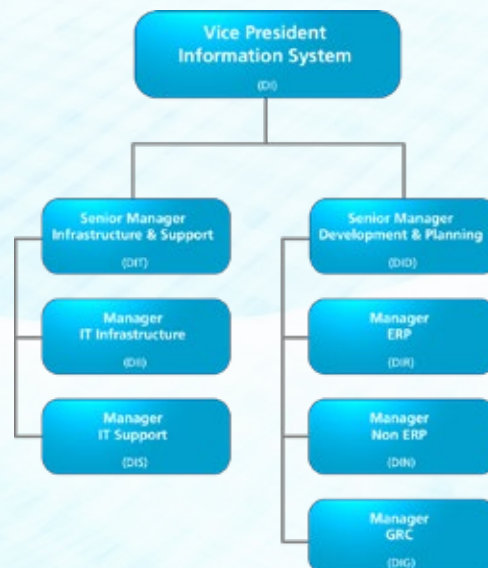 Vice President
Information System
(DI)
Senior Manager
Infrastructure & Support
(DIT)
Manager
IT Infrastructure
(DII)
Manager
IT Support
(DIS)
Senior Manager
Development & Planning
(DID)
Manager
ERP
(DIR)
Manager
Non ERP
(DIN)
Manager
GRC
(DIG)